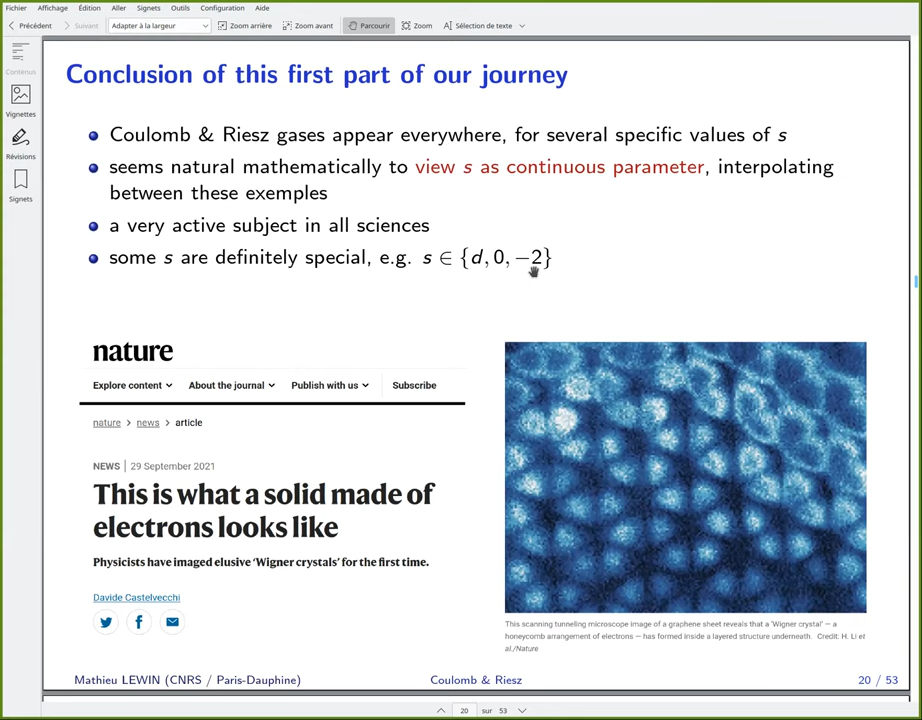 Fichier Affichage Édition Aller Signets Outils Configuration Aide
Précédent Suivant Adapter à la largeur Zoom arrière Zoom avant Parcourir Zoom Sélection de texte
Contenus
Vignettes
Révisions
Signets
Conclusion of this first part of our journey
Coulomb & Riesz gases appear everywhere, for several specific values of s
seems natural mathematically to view s as continuous parameter, interpolating
between these exemples
a very active subject in all sciences
some s are definitely special, e.g. s ∈ {d, 0, −2}
nature
Explore content About the journal Publish with us Subscribe
nature > news > article
NEWS | 29 September 2021
This is what a solid made of
electrons looks like
Physicists have imaged elusive ‘Wigner crystals’ for the first time.
Davide Castelvecchi
This scanning tunneling microscope image of a graphene sheet reveals that a ‘Wigner crystal’ — a
honeycomb arrangement of electrons — has formed inside a layered structure underneath. Credit: H. Li et
al./Nature
Mathieu LEWIN (CNRS / Paris-Dauphine) Coulomb & Riesz 20 / 53
20 sur 53